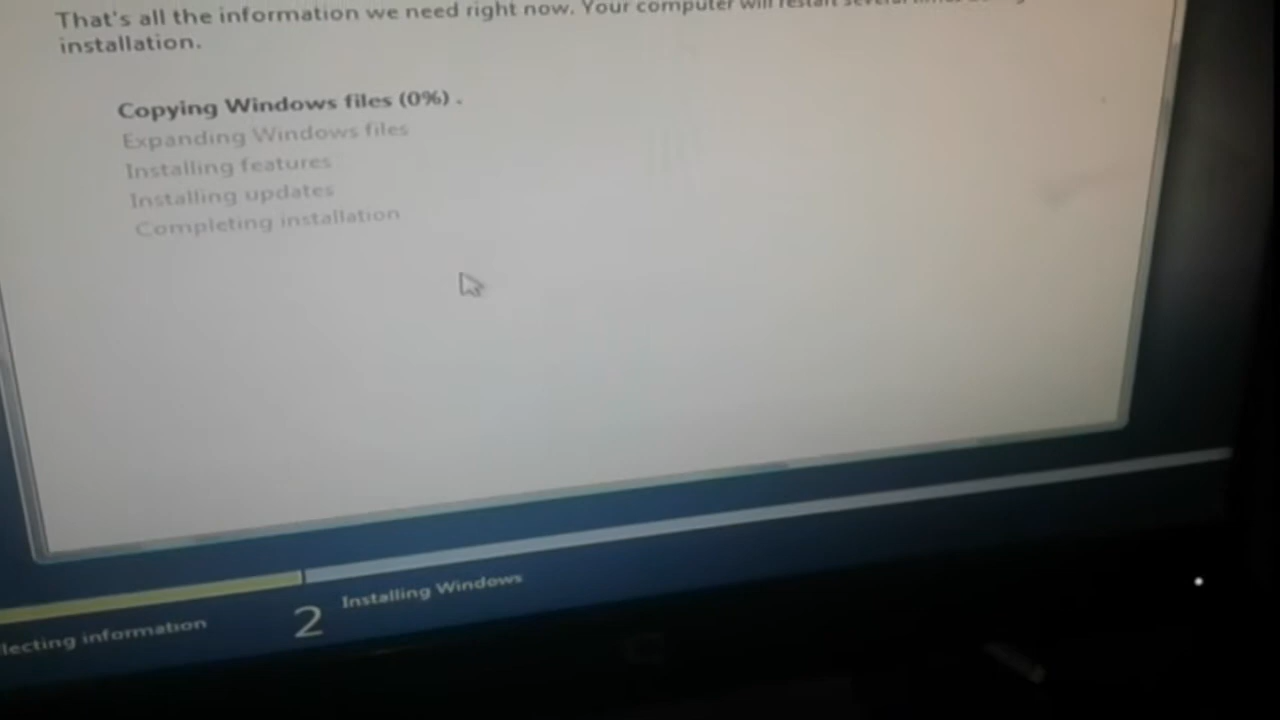 That's all the information we need right now. Your computer will restart several times during
installation.
Copying Windows files (0%) .
Expanding Windows files
Installing features
Installing updates
Completing installation
llecting information
2 Installing Windows